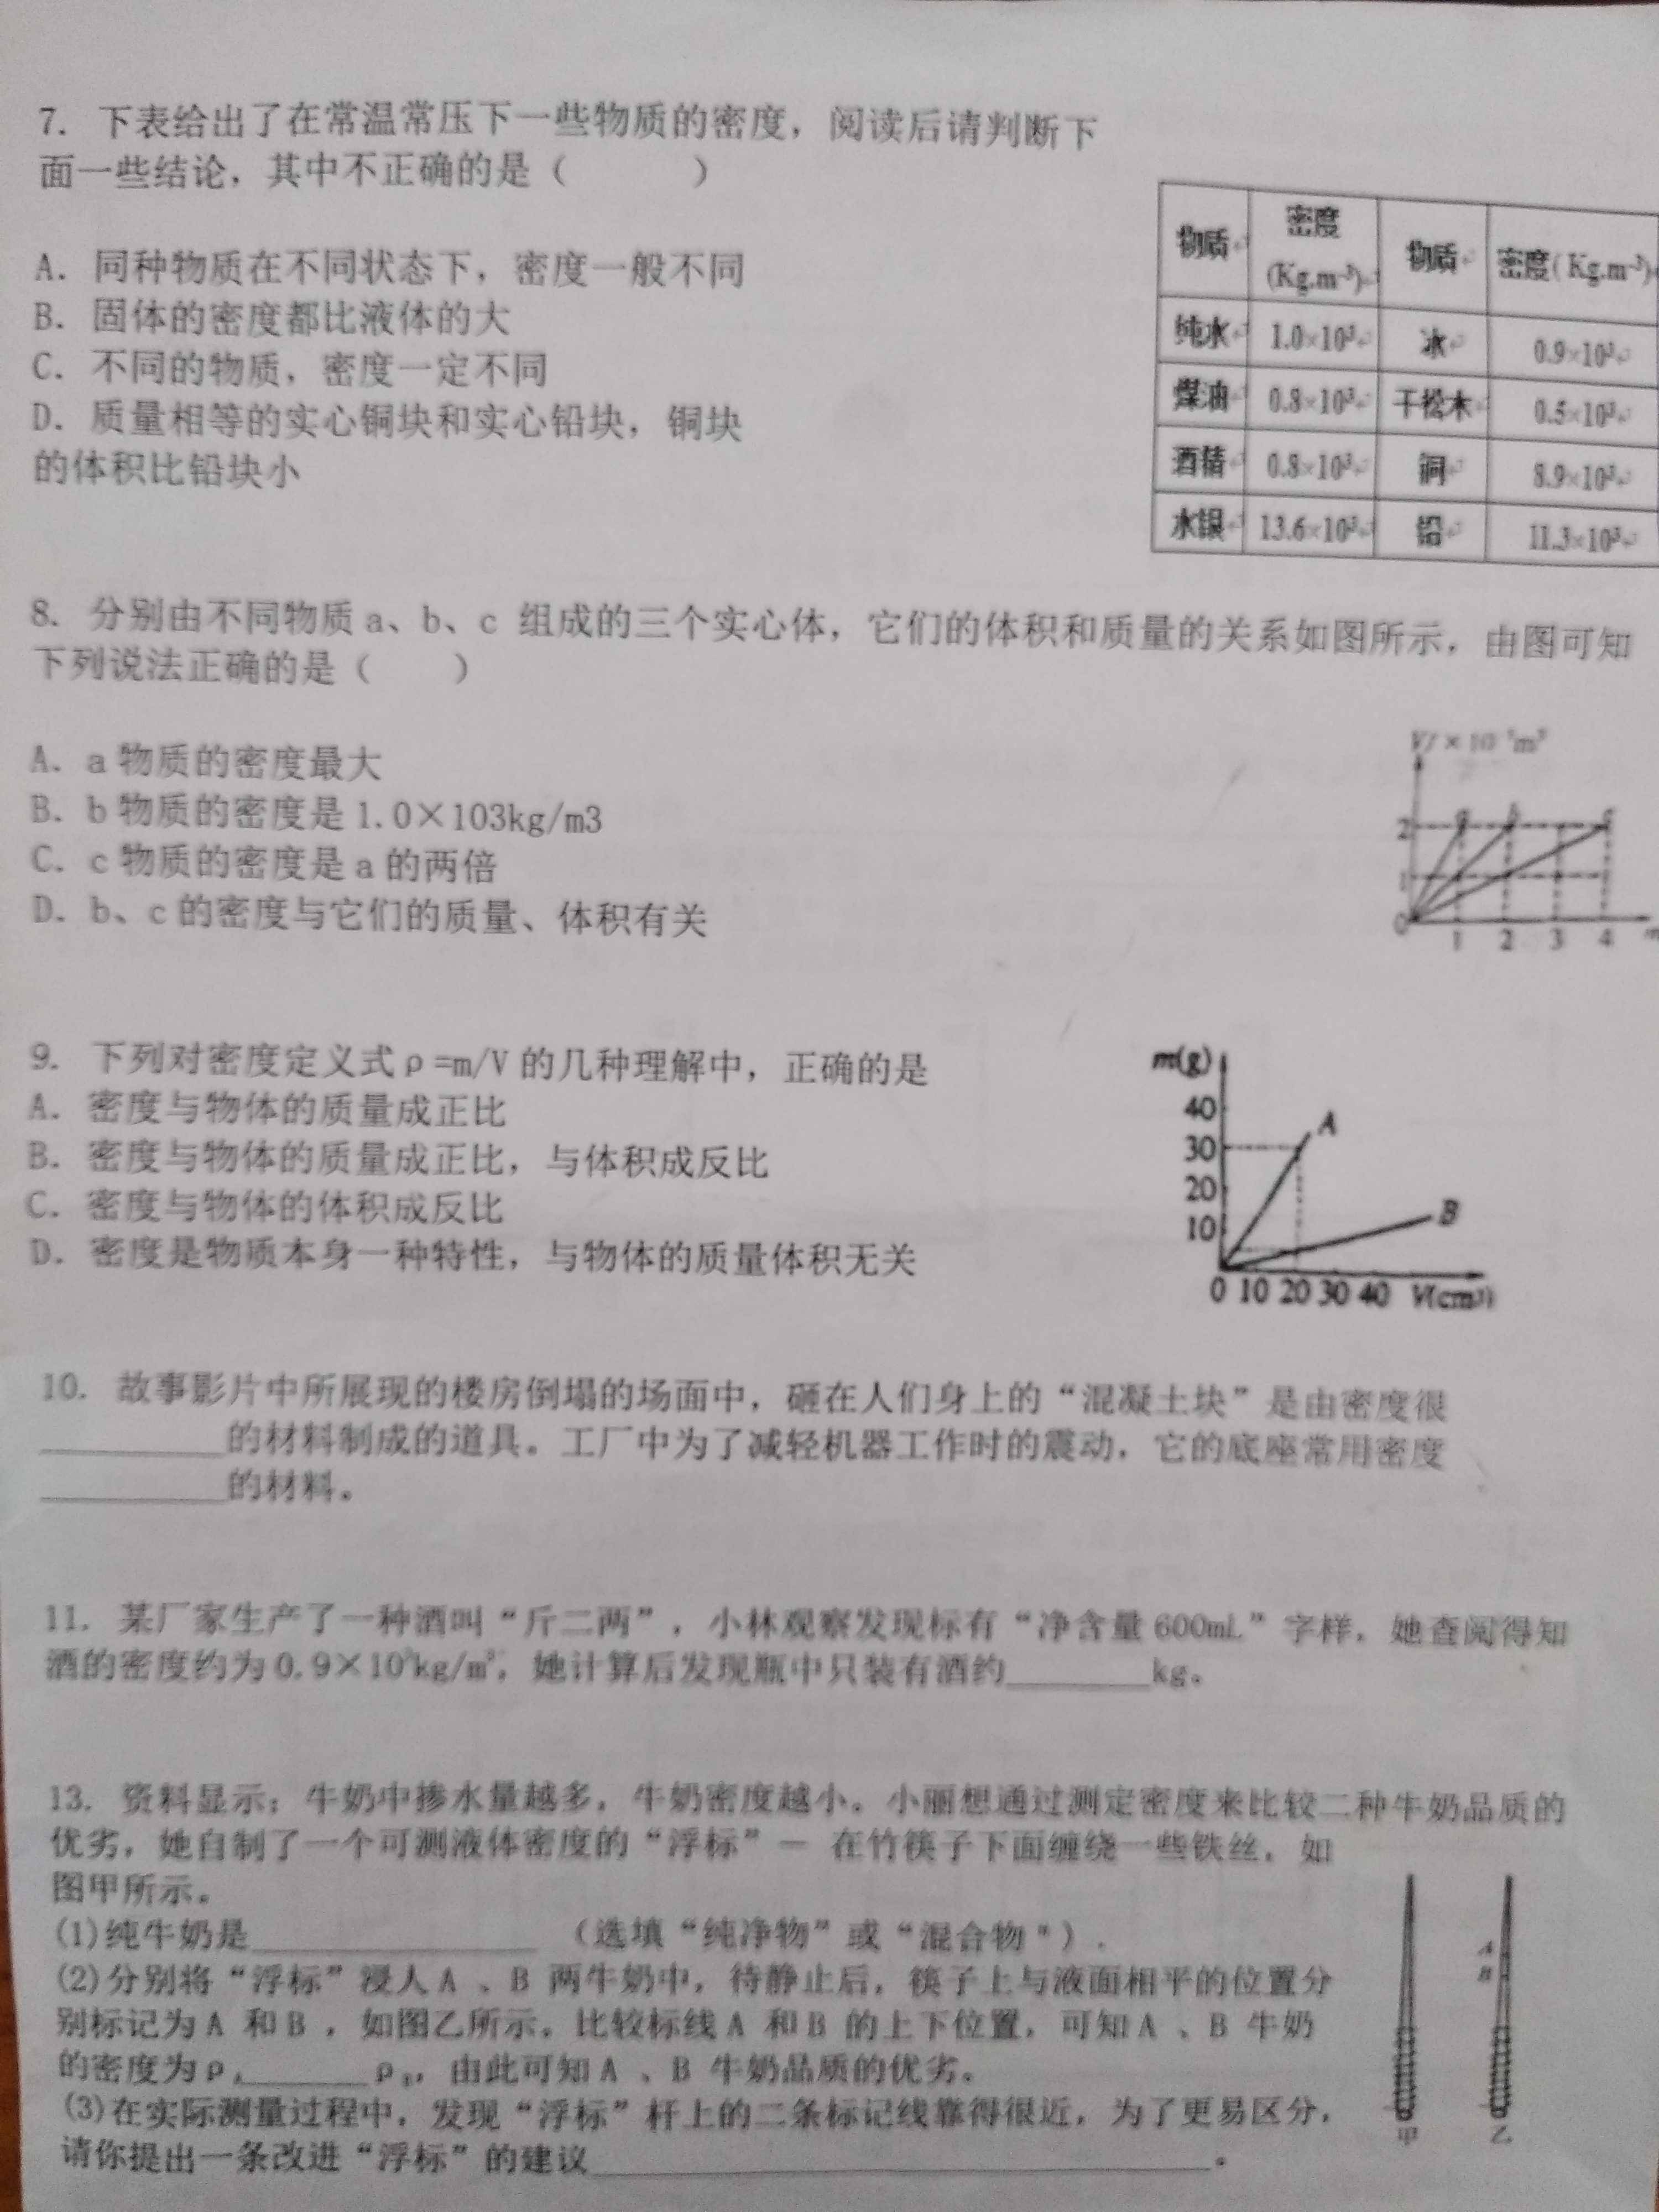 7. 下表给出了在常温常压下一些物质的密度，阅读后请判断下
面一些结论，其中不正确的是（ ）
A. 同种物质在不同状态下，密度一般不同
B. 固体的密度都比液体的大
C. 不同的物质，密度一定不同
D. 质量相等的实心铜块和实心铅块，铜块
的体积比铅块小
物质 密度(Kg.m⁻³) 物质 密度(Kg.m⁻³)
纯水 1.0×10³ 冰 0.9×10³
煤油 0.8×10³ 干松木 0.5×10³
酒精 0.8×10³ 铜 8.9×10³
水银 13.6×10³ 铅 11.3×10³
8. 分别由不同物质 a、b、c 组成的三个实心体，它们的体积和质量的关系如图所示，由图可知
下列说法正确的是（ ）
A. a 物质的密度最大
B. b 物质的密度是 1.0×103kg/m3
C. c 物质的密度是 a 的两倍
D. b、c 的密度与它们的质量、体积有关
2 a b c
1
0 1 2 3 4 m
9. 下列对密度定义式 ρ=m/V 的几种理解中，正确的是
A. 密度与物体的质量成正比
B. 密度与物体的质量成正比，与体积成反比
C. 密度与物体的体积成反比
D. 密度是物质本身一种特性，与物体的质量体积无关
m(g)
40
30 A
20
10 B
0 10 20 30 40 V(cm³)
10. 故事影片中所展现的楼房倒塌的场面中，砸在人们身上的“混凝土块”是由密度很
__________的材料制成的道具。工厂中为了减轻机器工作时的震动，它的底座常用密度
__________的材料。
11. 某厂家生产了一种酒叫“斤二两”，小林观察发现标有“净含量 600mL”字样，她查阅得知
酒的密度约为 0.9×10³kg/m³，她计算后发现瓶中只装有酒约________kg。
13. 资料显示：牛奶中掺水量越多，牛奶密度越小。小丽想通过测定密度来比较二种牛奶品质的
优劣，她自制了一个可测液体密度的“浮标”— 在竹筷子下面缠绕一些铁丝，如
图甲所示。
(1)纯牛奶是________________（选填“纯净物”或“混合物"）.
(2)分别将“浮标”浸人 A 、B 两牛奶中，待静止后，筷子上与液面相平的位置分
别标记为 A 和 B ，如图乙所示。比较标线 A 和 B 的上下位置，可知 A 、B 牛奶
的密度为 ρA_______ρB，由此可知 A 、B 牛奶品质的优劣。
(3)在实际测量过程中，发现“浮标”杆上的二条标记线靠得很近，为了更易区分，
请你提出一条改进“浮标”的建议__________________________________。
A
B
甲 乙